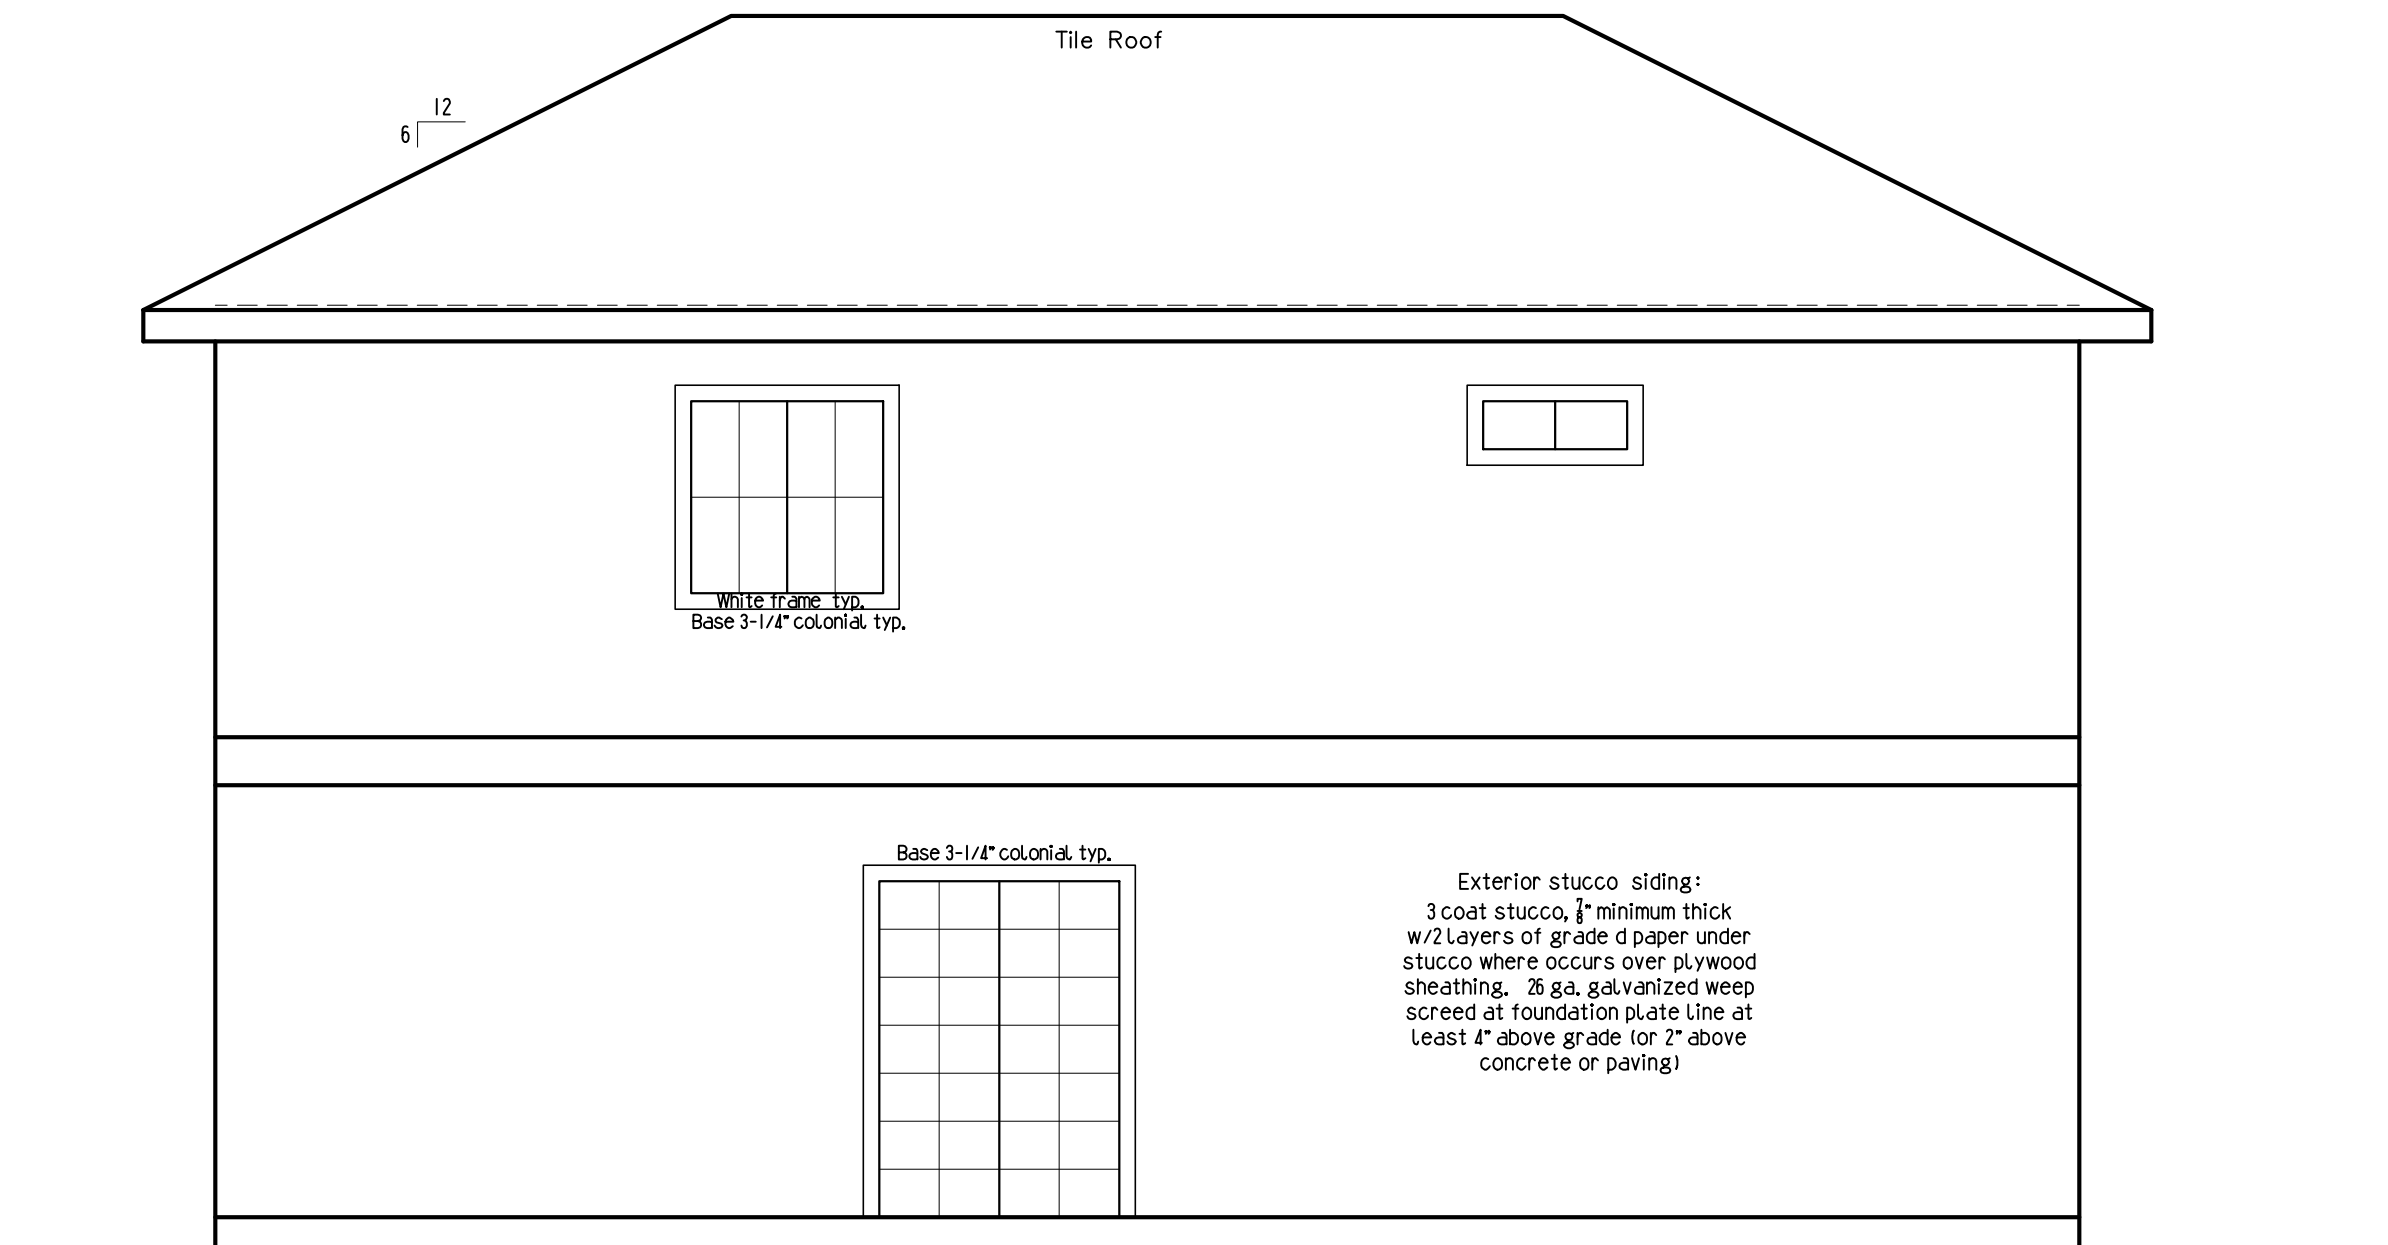 Tile Roof
12
6
White frame typ.
Base 3-1/4" colonial typ.
Base 3-1/4" colonial typ.
Exterior stucco siding:
3 coat stucco, 7/8" minimum thick
w/2 layers of grade d paper under
stucco where occurs over plywood
sheathing. 26 ga. galvanized weep
screed at foundation plate line at
least 4" above grade (or 2" above
concrete or paving)